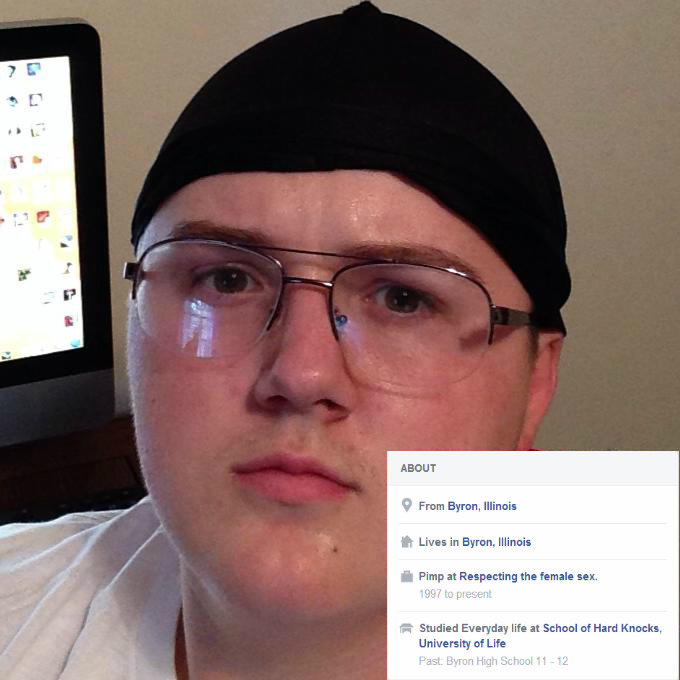 ABOUT
From Byron, Illinois
Lives in Byron, Illinois
Pimp at Respecting the female sex.
1997 to present
Studied Everyday life at School of Hard Knocks,
University of Life
Past: Byron High School 11 - 12